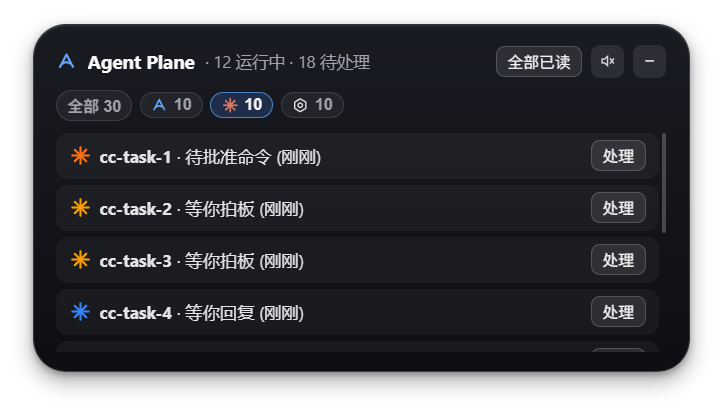 Agent Plane · 12 运行中 · 18 待处理 全部已读
全部 30 10 10 10
cc-task-1 · 待批准命令 (刚刚) 处理
cc-task-2 · 等你拍板 (刚刚) 处理
cc-task-3 · 等你拍板 (刚刚) 处理
cc-task-4 · 等你回复 (刚刚) 处理